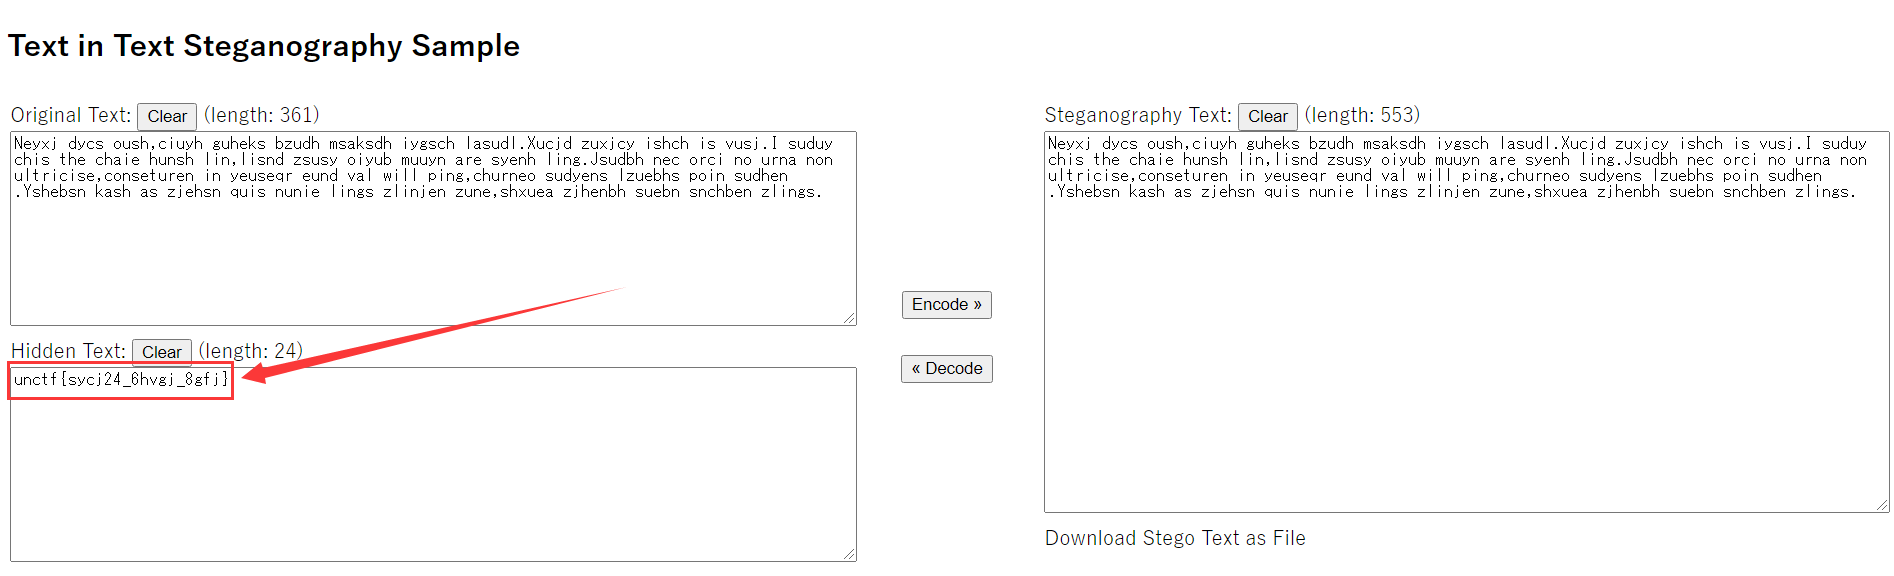 Text in Text Steganography Sample
Original Text: Clear (length: 361)
Neyxj dycs oush,ciuyh guheks bzudh msaksdh iygsch lasudl.Xucjd zuxjcy ishch is vusj.I suduy
chis the chaie hunsh lin,lisnd zsusy oiyub muuyn are syenh ling.Jsudbh nec orci no urna non
ultricise,conseturen in yeuseqr eund val will ping,churneo sudyens lzuebhs poin sudhen
.Yshebsn kash as zjehsn quis nunie lings zlinjen zune,shxuea zjhenbh suebn snchben zlings.
Hidden Text: Clear (length: 24)
unctf{sycj24_6hvgj_8gfj}
Encode »
« Decode
Steganography Text: Clear (length: 553)
Neyxj dycs oush,ciuyh guheks bzudh msaksdh iygsch lasudl.Xucjd zuxjcy ishch is vusj.I suduy
chis the chaie hunsh lin,lisnd zsusy oiyub muuyn are syenh ling.Jsudbh nec orci no urna non
ultricise,conseturen in yeuseqr eund val will ping,churneo sudyens lzuebhs poin sudhen
.Yshebsn kash as zjehsn quis nunie lings zlinjen zune,shxuea zjhenbh suebn snchben zlings.
Download Stego Text as File